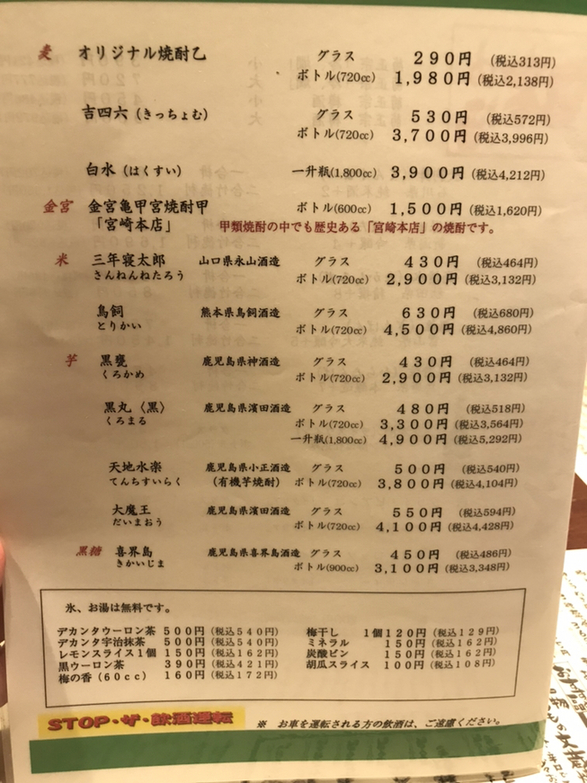 麦 オリジナル焼酎乙 グラス 290円 (税込313円)
ボトル(720cc) 1,980円 (税込2,138円)
吉四六（きっちょむ） グラス 530円 (税込572円)
ボトル(720cc) 3,700円 (税込3,996円)
白水（はくすい） 一升瓶(1,800cc) 3,900円 (税込4,212円)
金宮 金宮亀甲宮焼酎甲 ボトル(600cc) 1,500円 (税込1,620円)
「宮崎本店」 甲類焼酎の中でも歴史ある「宮崎本店」の焼酎です。
米 三年寝太郎 山口県永山酒造 グラス 430円 (税込464円)
さんねんねたろう ボトル(720cc) 2,900円 (税込3,132円)
鳥飼 熊本県鳥飼酒造 グラス 630円 (税込680円)
とりかい ボトル(720cc) 4,500円 (税込4,860円)
芋 黒甕 鹿児島県神酒造 グラス 430円 (税込464円)
くろかめ ボトル(720cc) 2,900円 (税込3,132円)
黒丸〈黒〉 鹿児島県濱田酒造 グラス 480円 (税込518円)
くろまる ボトル(720cc) 3,300円 (税込3,564円)
一升瓶(1,800cc) 4,900円 (税込5,292円)
天地水楽 鹿児島県小正酒造 グラス 500円 (税込540円)
てんちすいらく (有機芋焼酎) ボトル(720cc) 3,800円 (税込4,104円)
大魔王 鹿児島県濱田酒造 グラス 550円 (税込594円)
だいまおう ボトル(720cc) 4,100円 (税込4,428円)
黒糖 喜界島 鹿児島県喜界島酒造 グラス 450円 (税込486円)
きかいじま ボトル(900cc) 3,100円 (税込3,348円)
氷、お湯は無料です。
デカンタウーロン茶 500円 (税込540円) 梅干し 1個120円 (税込129円)
デカンタ宇治抹茶 500円 (税込540円) ミネラル 150円 (税込162円)
レモンスライス1個 150円 (税込162円) 炭酸ビン 150円 (税込162円)
黒ウーロン茶 390円 (税込421円) 胡瓜スライス 100円 (税込108円)
梅の香（60cc） 160円 (税込172円)
STOP・ザ・飲酒運転 ※ お車を運転される方の飲酒は、ご遠慮ください。